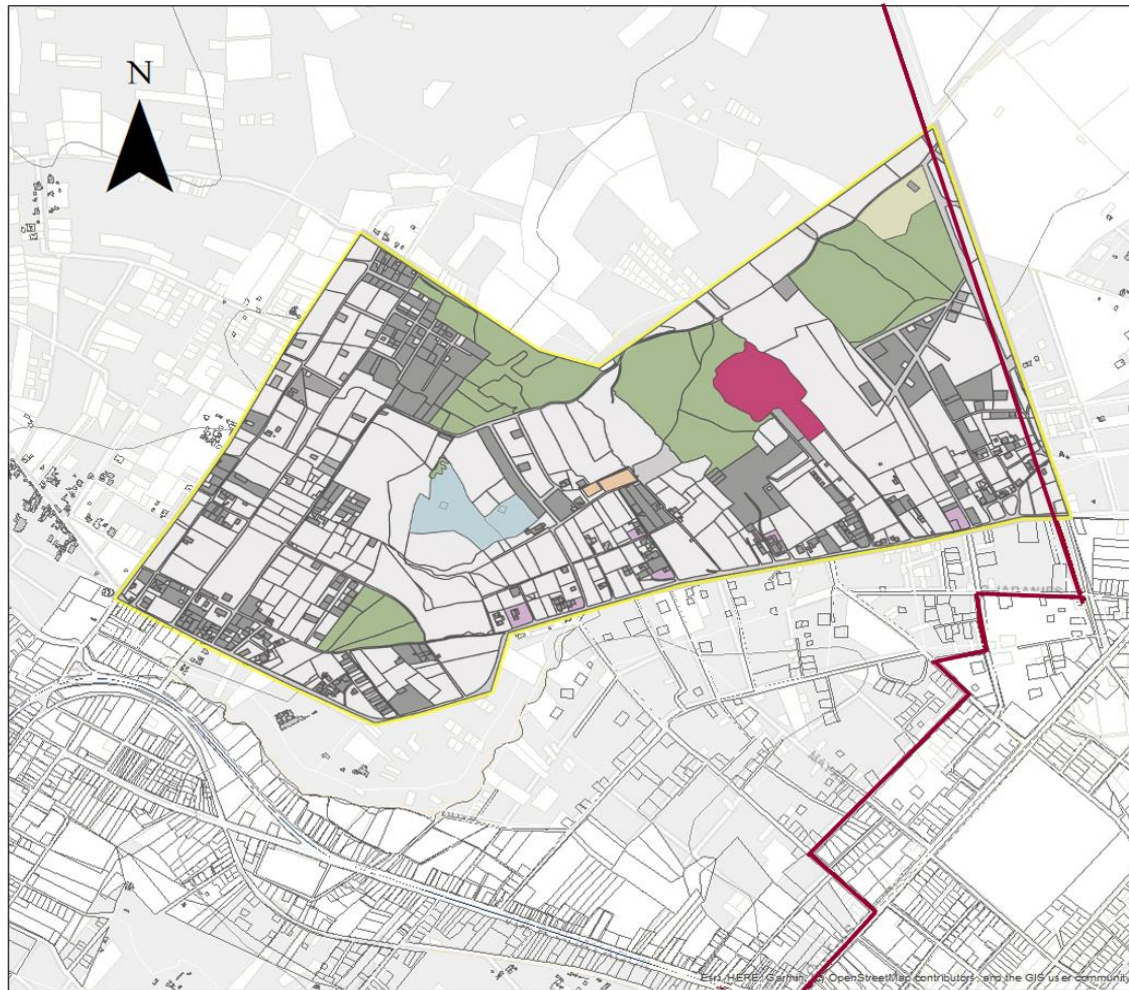 N
Esri, HERE, Garmin, (c) OpenStreetMap contributors, and the GIS user community